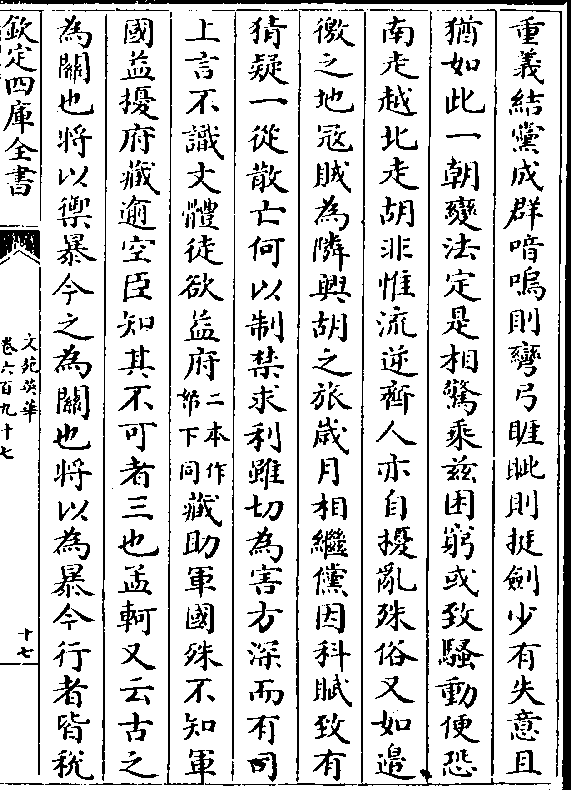 重義結黨成群喑嗚則彎弓睚眦則挺劍少有失意且
猶如此一朝變法定是相驚乘兹困窮或致騷動便恐
南走越北走胡非惟流逆齊人亦自擾亂殊俗又如邉
徼之地冦賊為隣興胡之旅歲月相繼儻因科賦致有
猜疑一從散亡何以制禁求利雖切為害方深而有司
上言不識大體徒欲益府二本作帑下同藏助軍國殊不知軍
國益擾府藏逾空臣知其不可者三也孟軻又云古之
為關也將以禦暴今之為關也將以為暴今行者皆稅
欽定四庫全書
文苑英華
卷六百九十七
十七